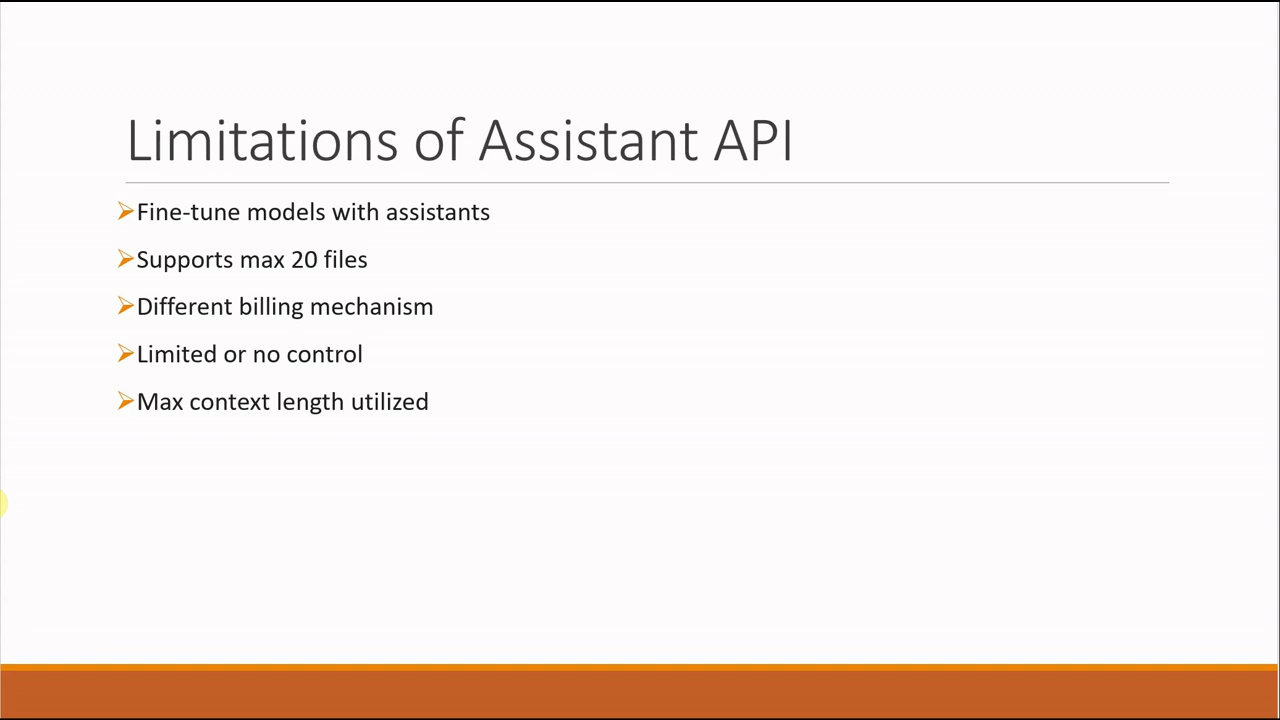 Limitations of Assistant API
Fine-tune models with assistants
Supports max 20 files
Different billing mechanism
Limited or no control
Max context length utilized